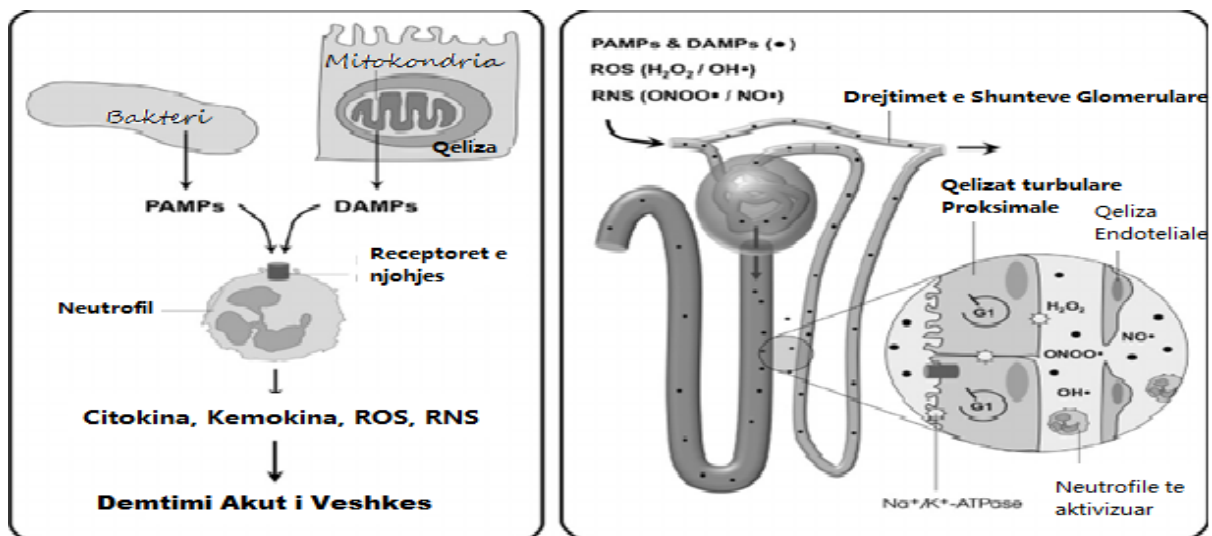 Bakteri
Mitokondria
Qeliza
PAMPs
DAMPs
Receptoret e
njohjes
Neutrofil
Citokina, Kemokina, ROS, RNS
Demtimi Akut i Veshkes
PAMPs & DAMPs (•)
ROS (H₂O₂ / OH•)
RNS (ONOO• / NO•)
Drejtimet e Shunteve Glomerulare
Qelizat turbulare
Proksimale
Qeliza
Endoteliale
G1
H₂O₂
NO•
ONOO•
G1
OH•
Na⁺/K⁺-ATPase
Neutrofile te
aktivizuar